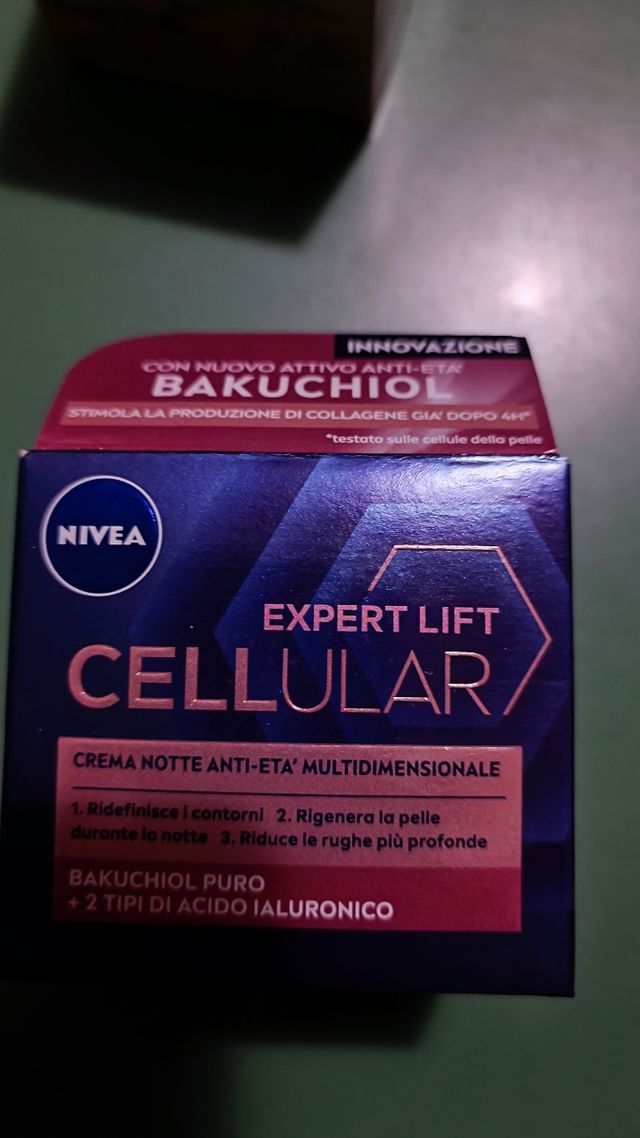 INNOVAZIONE
CON NUOVO ATTIVO ANTI-ETA'
BAKUCHIOL
STIMOLA LA PRODUZIONE DI COLLAGENE GIA' DOPO 4H*
*testato sulle cellule della pelle
NIVEA
EXPERT LIFT
CELLULAR
CREMA NOTTE ANTI-ETA' MULTIDIMENSIONALE
1. Ridefinisce i contorni 2. Rigenera la pelle
durante la notte 3. Riduce le rughe più profonde
BAKUCHIOL PURO
+ 2 TIPI DI ACIDO IALURONICO